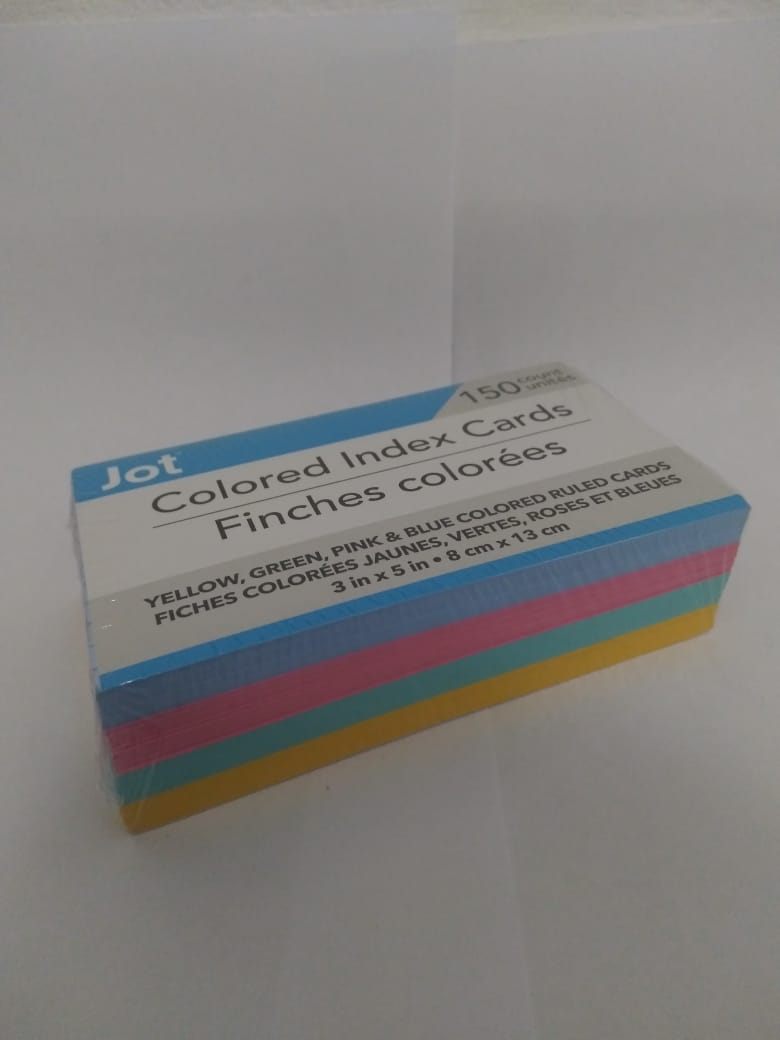 Jot
150 count
unités
Colored Index Cards
Finches colorées
YELLOW, GREEN, PINK & BLUE COLORED RULED CARDS
FICHES COLORÉES JAUNES, VERTES, ROSES ET BLEUES
3 in x 5 in • 8 cm x 13 cm